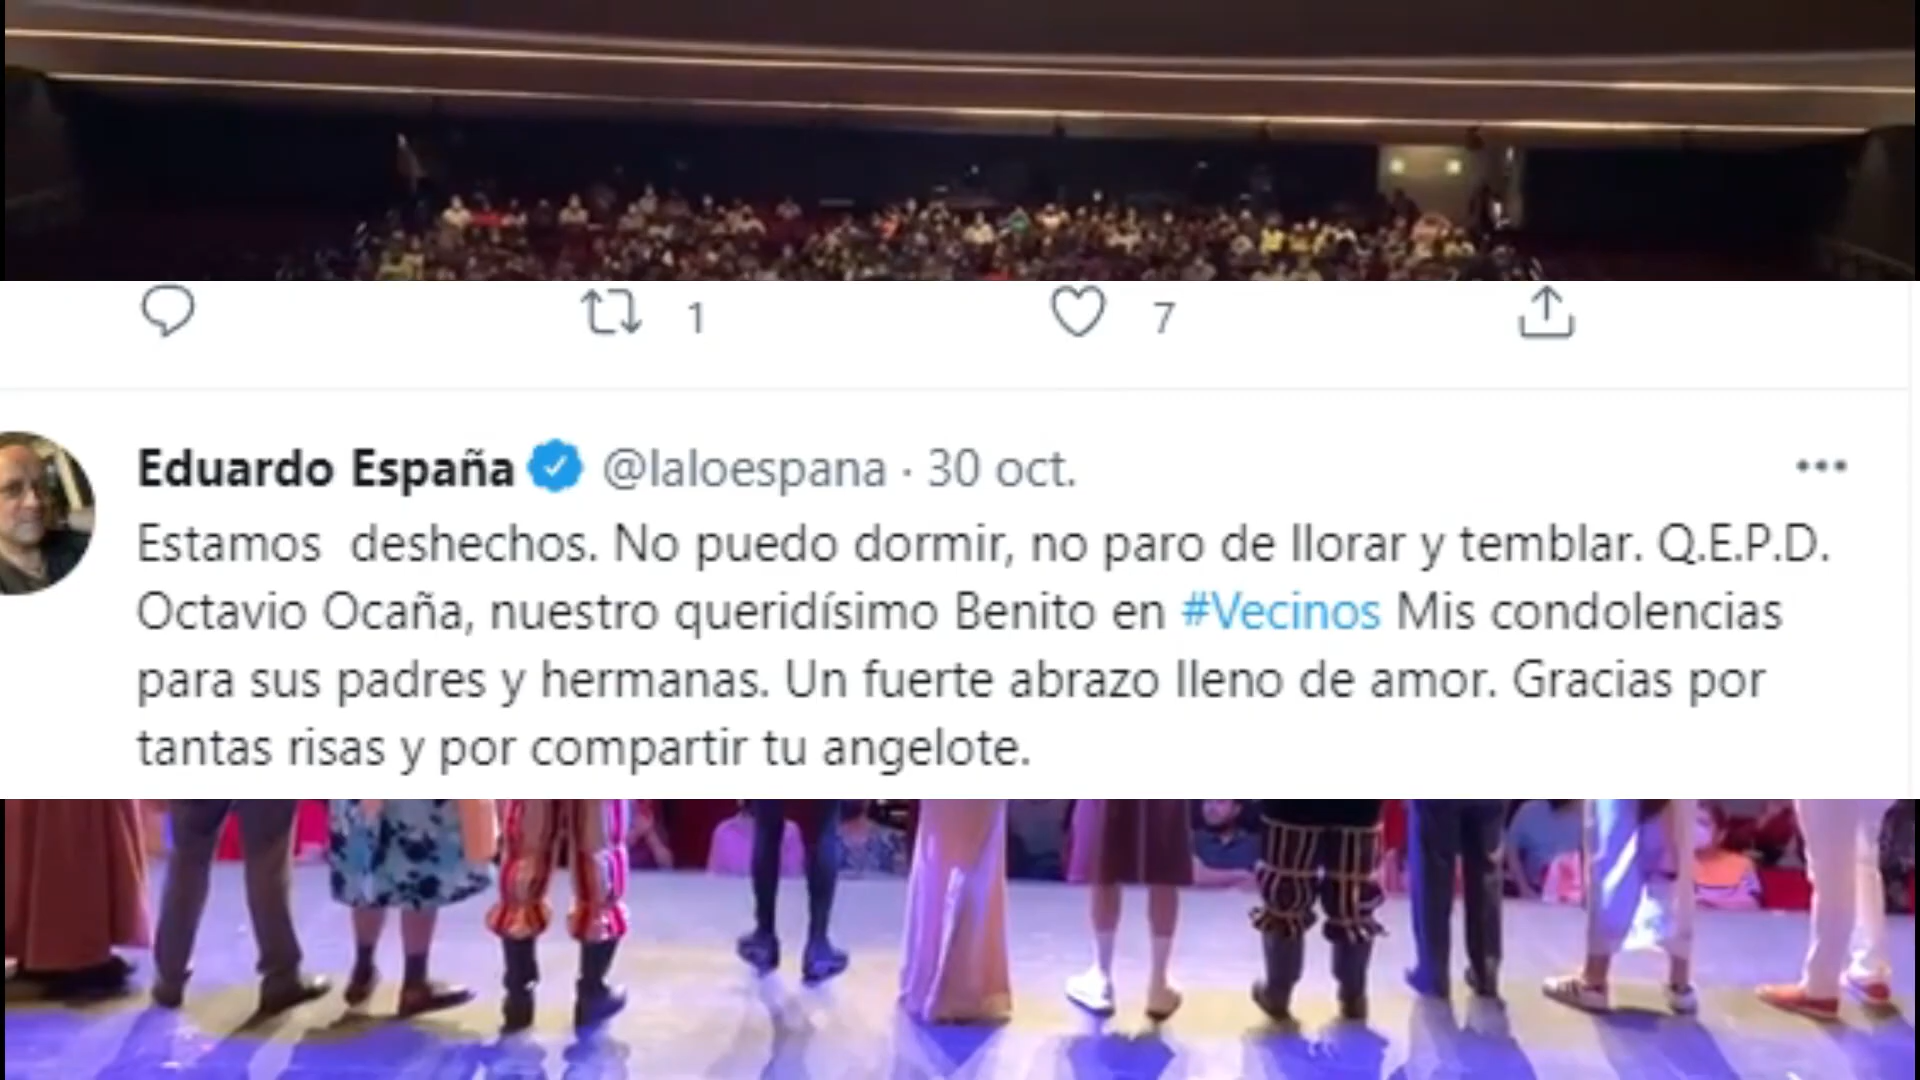 1 7
Eduardo España @laloespana · 30 oct.
Estamos deshechos. No puedo dormir, no paro de llorar y temblar. Q.E.P.D.
Octavio Ocaña, nuestro queridísimo Benito en #Vecinos Mis condolencias
para sus padres y hermanas. Un fuerte abrazo lleno de amor. Gracias por
tantas risas y por compartir tu angelote.